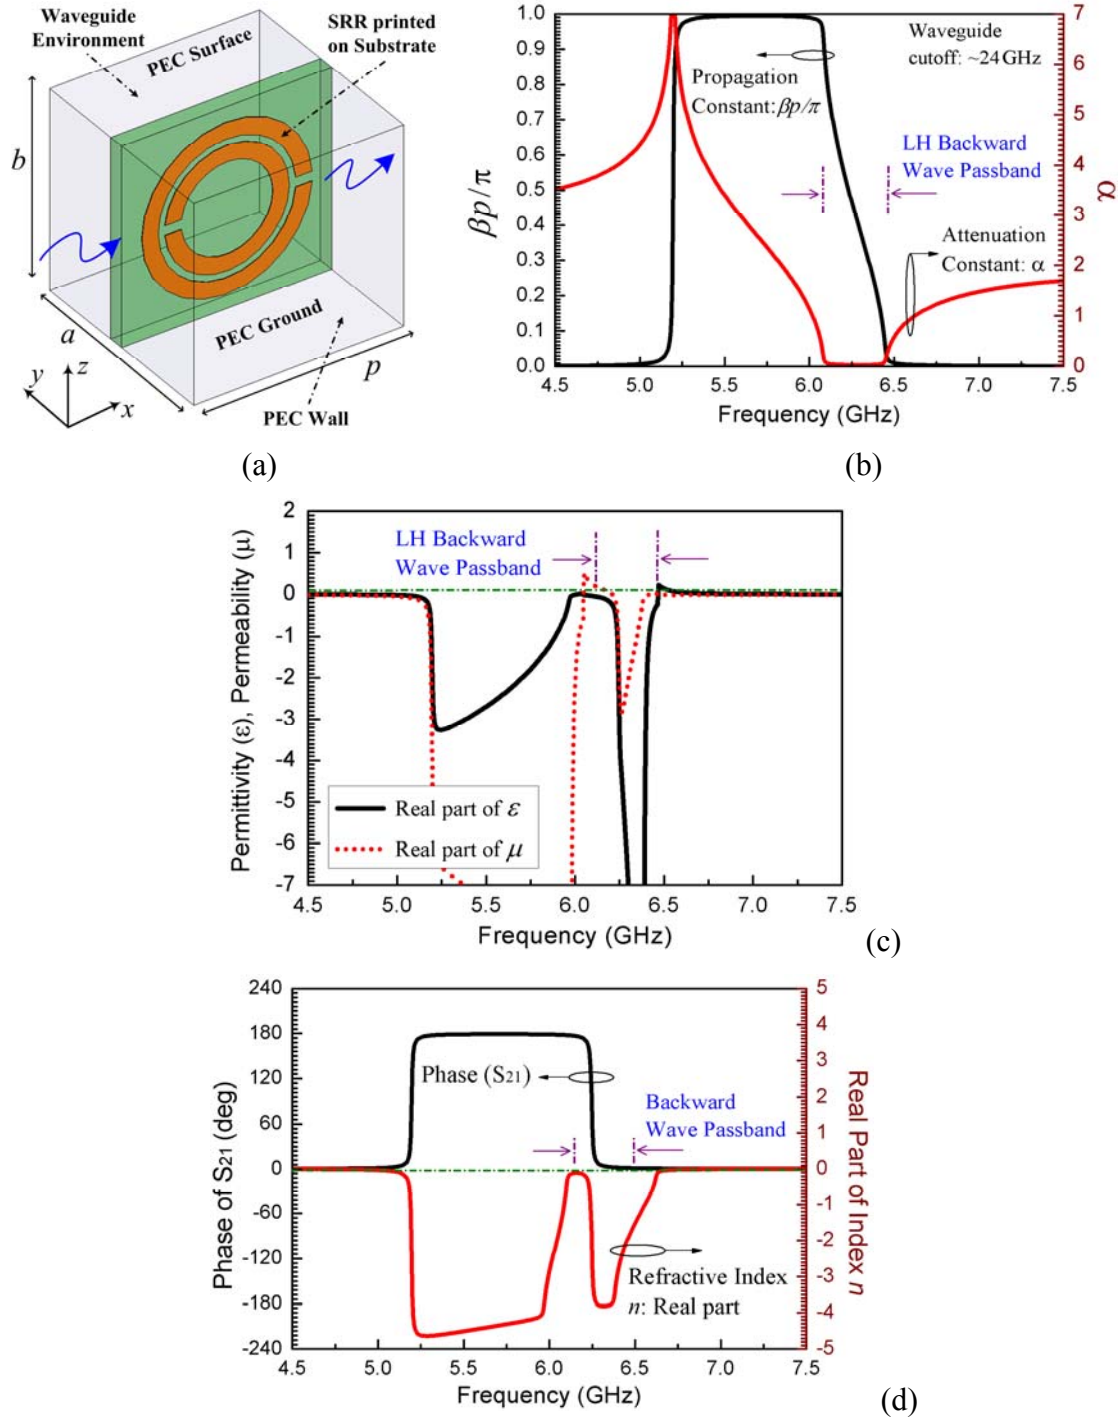 Waveguide
Environment
SRR printed
on Substrate
PEC Surface
b
a
p
PEC Ground
PEC Wall
y
z
x
(a)
1.0
0.9
0.8
0.7
0.6
0.5
0.4
0.3
0.2
0.1
0.0
βp/π
7
6
5
4
3
2
1
0
α
Waveguide
cutoff: ~24GHz
Propagation
Constant: βp/π
LH Backward
Wave Passband
Attenuation
Constant: α
4.5 5.0 5.5 6.0 6.5 7.0 7.5
Frequency (GHz)
(b)
2
1
0
-1
-2
-3
-4
-5
-6
-7
Permittivity (ε), Permeability (μ)
LH Backward
Wave Passband
Real part of ε
Real part of μ
4.5 5.0 5.5 6.0 6.5 7.0 7.5
Frequency (GHz)
(c)
240
180
120
60
0
-60
-120
-180
-240
Phase of S21 (deg)
5
4
3
2
1
0
-1
-2
-3
-4
-5
Real Part of Index n
Phase (S21)
Backward
Wave Passband
Refractive Index
n: Real part
4.5 5.0 5.5 6.0 6.5 7.0 7.5
Frequency (GHz)
(d)